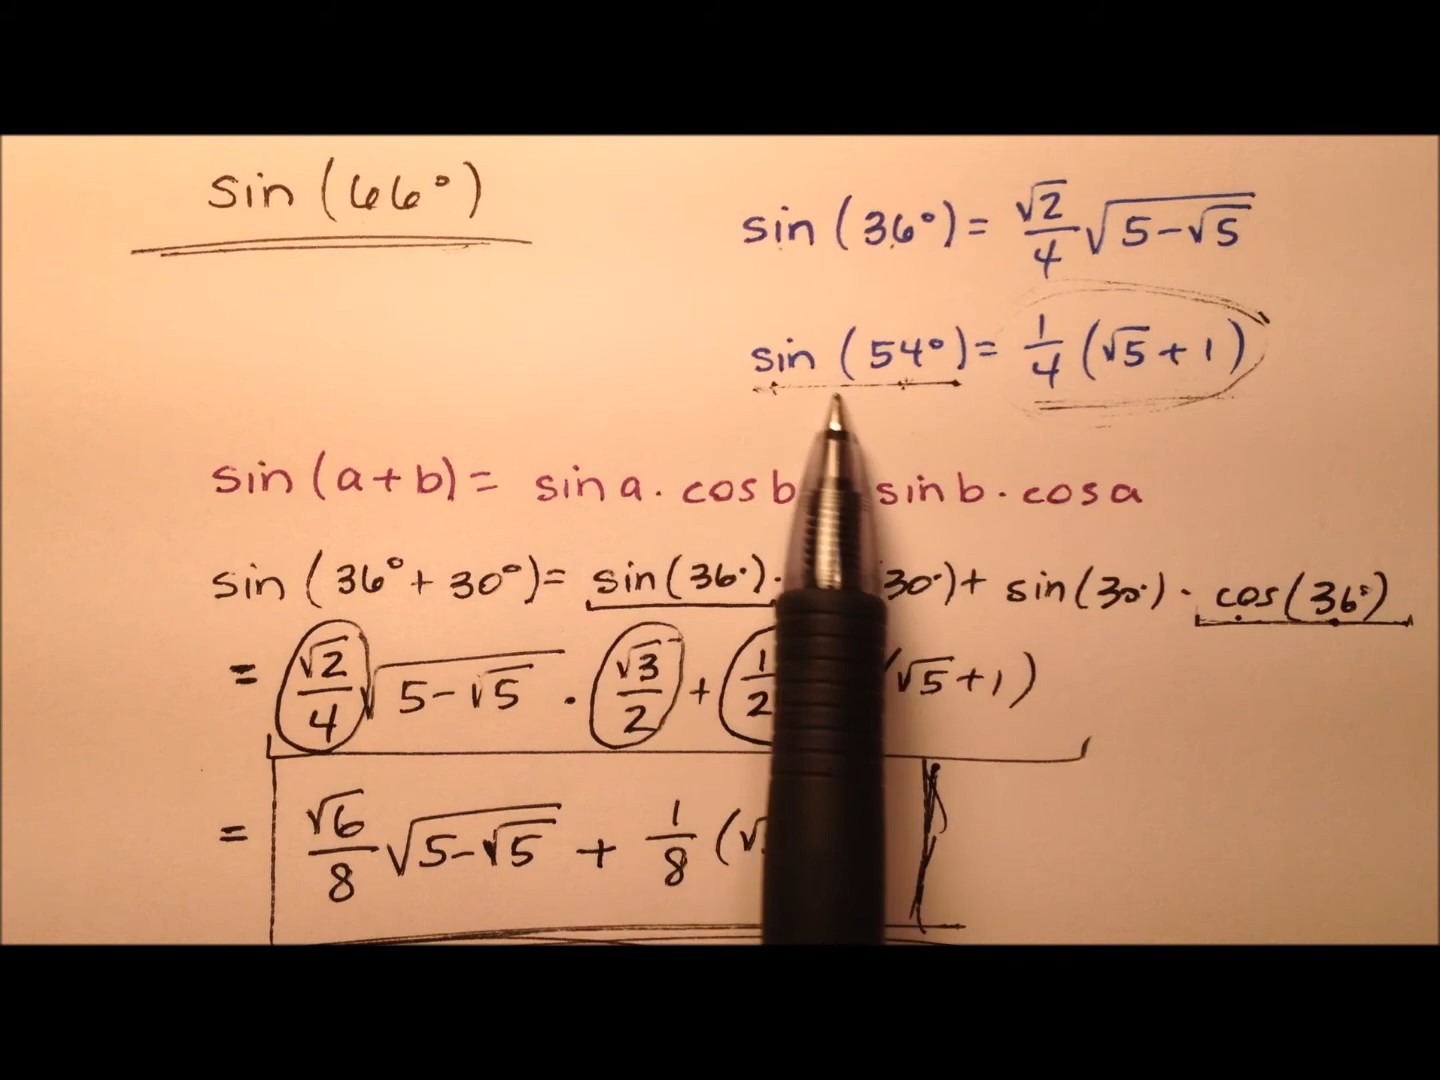 sin(66°)
sin(36°)= √2/4 √(5-√5)
sin(54°)= 1/4 (√5+1)
sin(a+b)= sin a · cos b sin b · cos a
sin(36°+30°)= sin(36°)· 30°)+ sin(30°)· cos(36°)
= √2/4 √(5-√5) · √3/2 + 1/2 (√5+1)
= √6/8 √(5-√5) + 1/8 (√